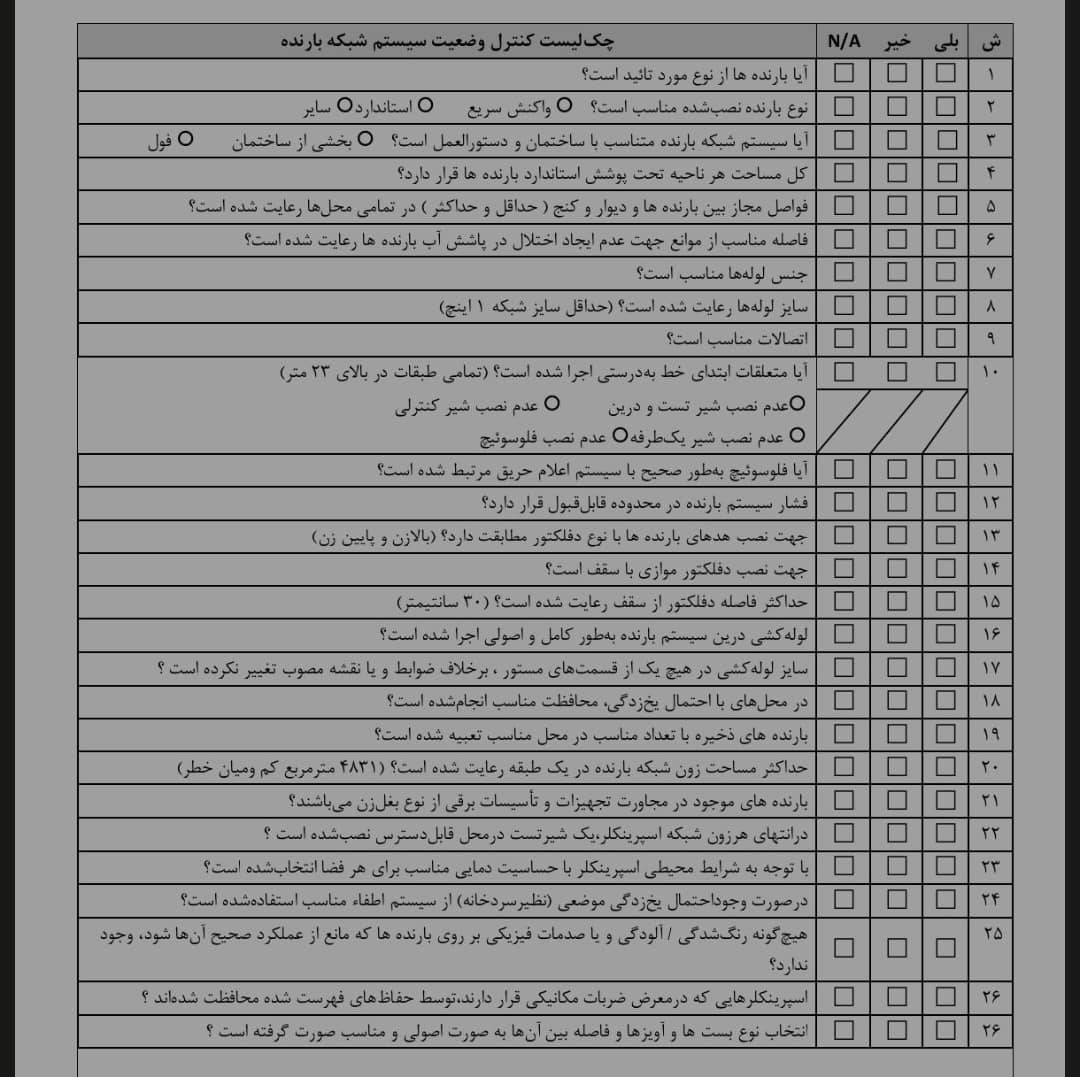 ش بلی خیر N/A چک‌لیست کنترل وضعیت سیستم شبکه بارنده
۱ □ □ □ آیا بارنده ها از نوع مورد تائید است؟
۲ □ □ □ نوع بارنده نصب‌شده مناسب است؟ ○ واکنش سریع ○ استاندارد ○ سایر
۳ □ □ □ آیا سیستم شبکه بارنده متناسب با ساختمان و دستورالعمل است؟ ○ بخشی از ساختمان ○ فول
۴ □ □ □ کل مساحت هر ناحیه تحت پوشش استاندارد بارنده ها قرار دارد؟
۵ □ □ □ فواصل مجاز بین بارنده ها و دیوار و کنج ( حداقل و حداکثر ) در تمامی محل‌ها رعایت شده است؟
۶ □ □ □ فاصله مناسب از موانع جهت عدم ایجاد اختلال در پاشش آب بارنده ها رعایت شده است؟
۷ □ □ □ جنس لوله‌ها مناسب است؟
۸ □ □ □ سایز لوله‌ها رعایت شده است؟ (حداقل سایز شبکه ۱ اینچ)
۹ □ □ □ اتصالات مناسب است؟
۱۰ □ □ □ آیا متعلقات ابتدای خط به‌درستی اجرا شده است؟ (تمامی طبقات در بالای ۲۳ متر)
○عدم نصب شیر تست و درین ○ عدم نصب شیر کنترلی
○ عدم نصب شیر یک‌طرفه ○ عدم نصب فلوسوئیچ
۱۱ □ □ □ آیا فلوسوئیچ به‌طور صحیح با سیستم اعلام حریق مرتبط شده است؟
۱۲ □ □ □ فشار سیستم بارنده در محدوده قابل‌قبول قرار دارد؟
۱۳ □ □ □ جهت نصب هدهای بارنده ها با نوع دفلکتور مطابقت دارد؟ (بالازن و پایین زن)
۱۴ □ □ □ جهت نصب دفلکتور موازی با سقف است؟
۱۵ □ □ □ حداکثر فاصله دفلکتور از سقف رعایت شده است؟ (۳۰ سانتیمتر)
۱۶ □ □ □ لوله‌کشی درین سیستم بارنده به‌طور کامل و اصولی اجرا شده است؟
۱۷ □ □ □ سایز لوله‌کشی در هیچ یک از قسمت‌های مستور ، برخلاف ضوابط و یا نقشه مصوب تغییر نکرده است ؟
۱۸ □ □ □ در محل‌های با احتمال یخ‌زدگی، محافظت مناسب انجام‌شده است؟
۱۹ □ □ □ بارنده های ذخیره با تعداد مناسب در محل مناسب تعبیه شده است؟
۲۰ □ □ □ حداکثر مساحت زون شبکه بارنده در یک طبقه رعایت شده است؟ (۴۸۳۱ مترمربع کم ومیان خطر)
۲۱ □ □ □ بارنده های موجود در مجاورت تجهیزات و تأسیسات برقی از نوع بغل‌زن می‌باشند؟
۲۲ □ □ □ درانتهای هرزون شبکه اسپرینکلر،یک شیرتست درمحل قابل‌دسترس نصب‌شده است ؟
۲۳ □ □ □ با توجه به شرایط محیطی اسپرینکلر با حساسیت دمایی مناسب برای هر فضا انتخاب‌شده است؟
۲۴ □ □ □ درصورت وجوداحتمال یخ‌زدگی موضعی (نظیرسردخانه) از سیستم اطفاء مناسب استفاده‌شده است؟
۲۵ □ □ □ هیچ‌گونه رنگ‌شدگی / آلودگی و یا صدمات فیزیکی بر روی بارنده ها که مانع از عملکرد صحیح آن‌ها شود، وجود
ندارد؟
۲۶ □ □ □ اسپرینکلرهایی که درمعرض ضربات مکانیکی قرار دارند،توسط حفاظ‌های فهرست شده محافظت شده‌اند ؟
۲۶ □ □ □ انتخاب نوع بست ها و آویزها و فاصله بین آن‌ها به صورت اصولی و مناسب صورت گرفته است ؟